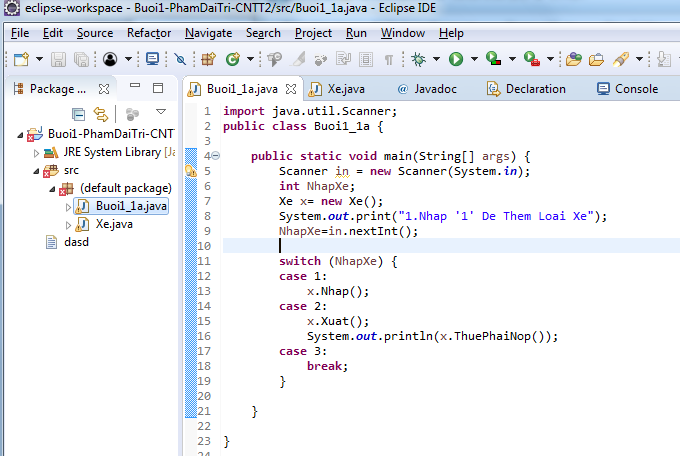 eclipse-workspace - Buoi1-PhamDaiTri-CNTT2/src/Buoi1_1a.java - Eclipse IDE
File Edit Source Refactor Navigate Search Project Run Window Help
Package ... Buoi1_1a.java Xe.java @ Javadoc Declaration Console
Buoi1-PhamDaiTri-CNT
JRE System Library [Ja
src
(default package)
Buoi1_1a.java
Xe.java
dasd
1 import java.util.Scanner;
2 public class Buoi1_1a {
3
4 public static void main(String[] args) {
5 Scanner in = new Scanner(System.in);
6 int NhapXe;
7 Xe x= new Xe();
8 System.out.print("1.Nhap '1' De Them Loai Xe");
9 NhapXe=in.nextInt();
10
11 switch (NhapXe) {
12 case 1:
13 x.Nhap();
14 case 2:
15 x.Xuat();
16 System.out.println(x.ThuePhaiNop());
17 case 3:
18 break;
19 }
20
21 }
22
23 }